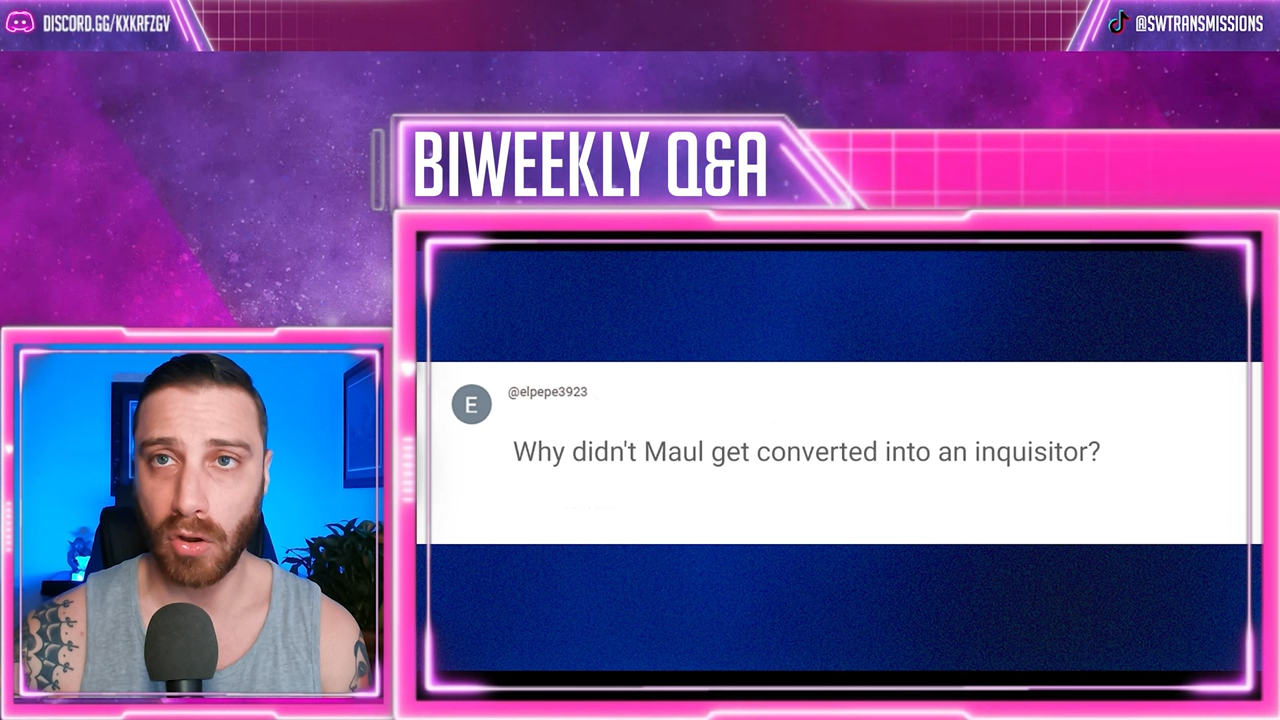 DISCORD.GG/KXKRFZGV
@SWTRANSMISSIONS
BIWEEKLY Q&A
E
@elpepe3923
Why didn't Maul get converted into an inquisitor?